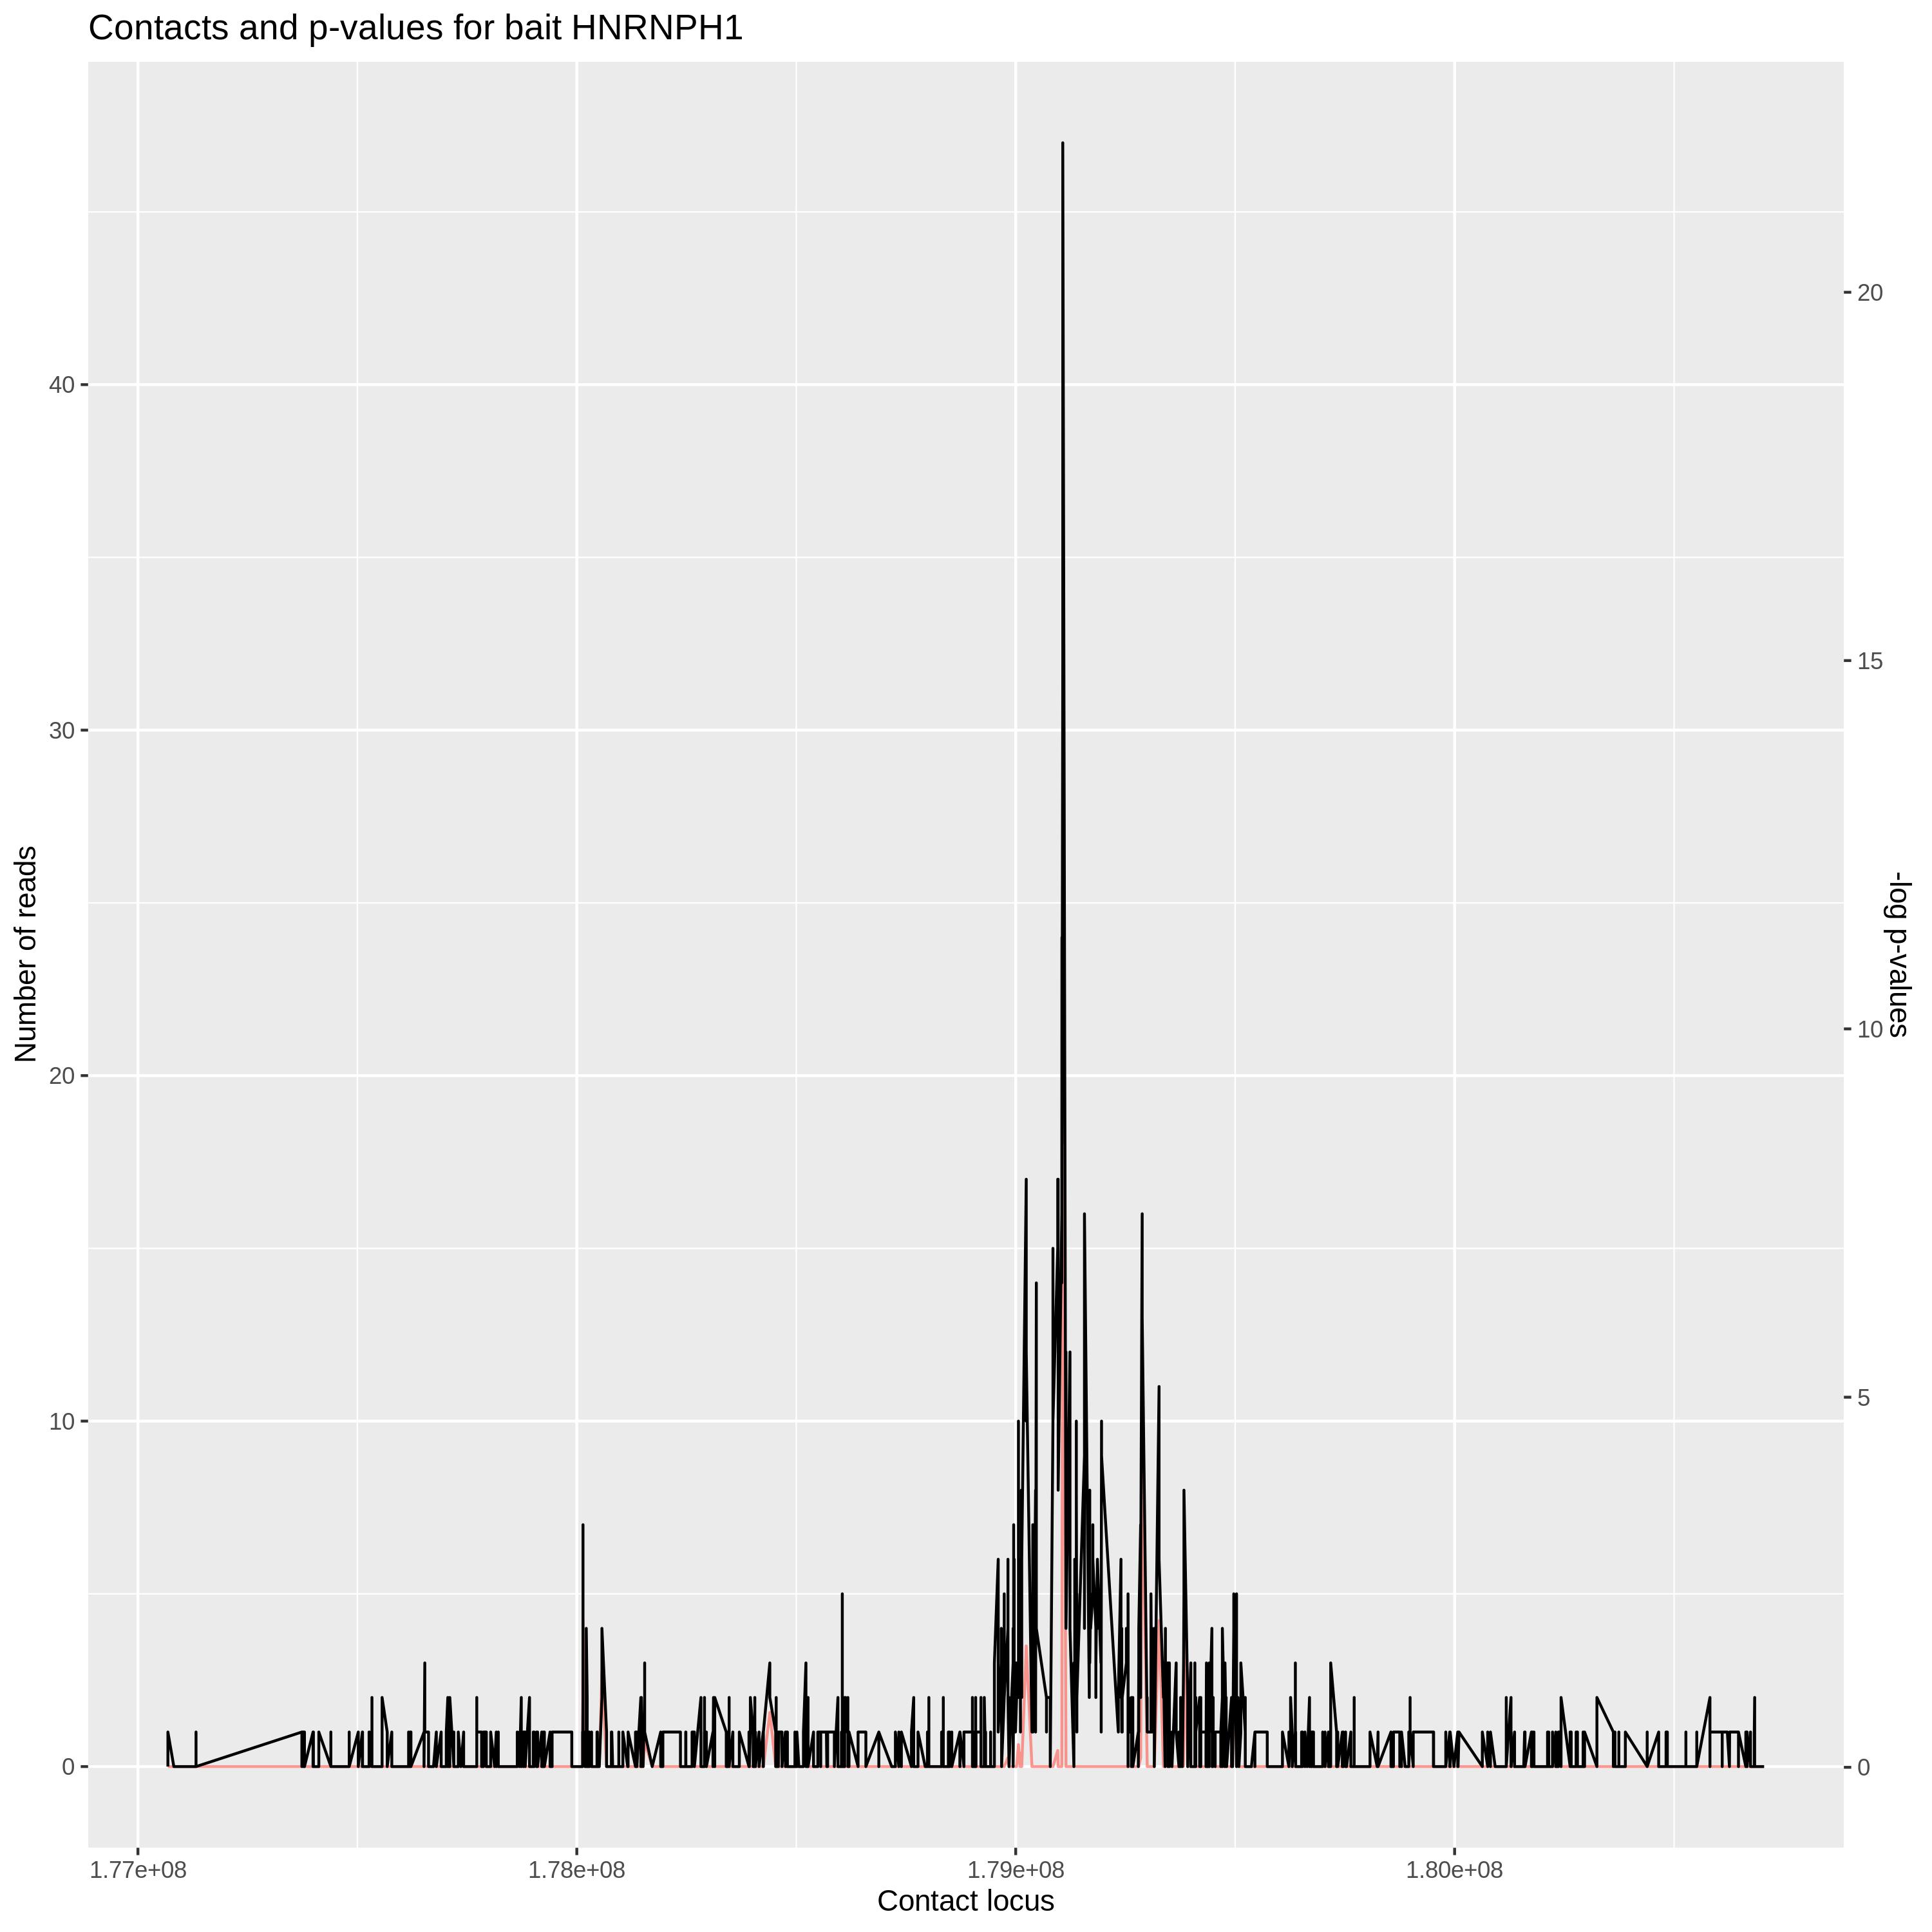 Contacts and p-values for bait HNRNPH1
Number of reads
40
30
20
10
0
20
15
10
5
0
-log p-values
1.77e+08
1.78e+08
1.79e+08
1.80e+08
Contact locus